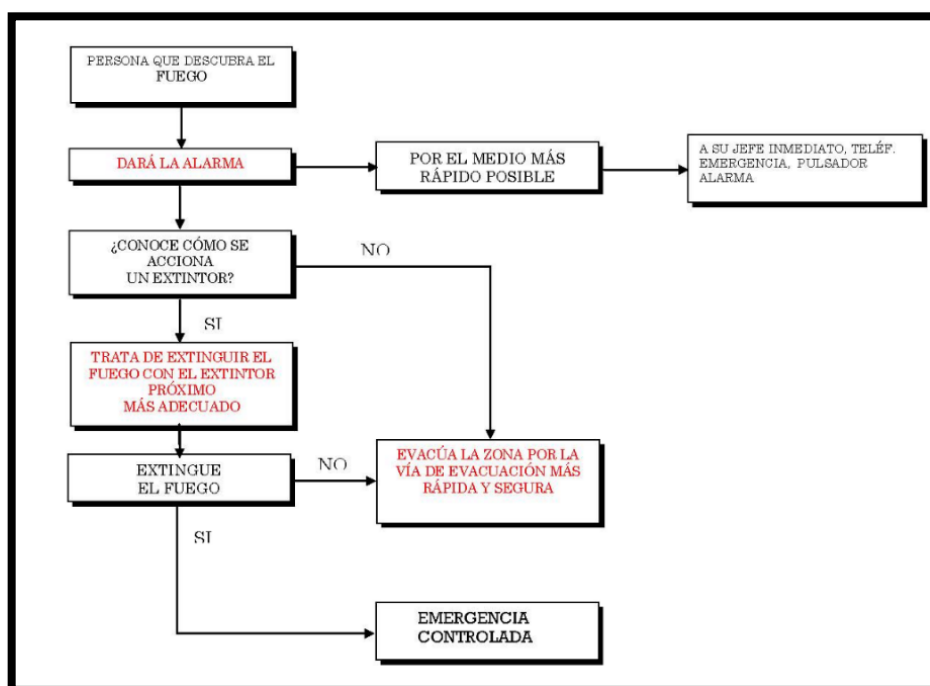 PERSONA QUE DESCUBRA EL
FUEGO
DARÁ LA ALARMA
POR EL MEDIO MÁS
RÁPIDO POSIBLE
A SU JEFE INMEDIATO, TELÉF.
EMERGENCIA, PULSADOR
ALARMA
¿CONOCE CÓMO SE
ACCIONA
UN EXTINTOR?
NO
SI
TRATA DE EXTINGUIR EL
FUEGO CON EL EXTINTOR
PRÓXIMO
MÁS ADECUADO
EXTINGUE
EL FUEGO
NO
EVACÚA LA ZONA POR LA
VÍA DE EVACUACIÓN MÁS
RÁPIDA Y SEGURA
SI
EMERGENCIA
CONTROLADA